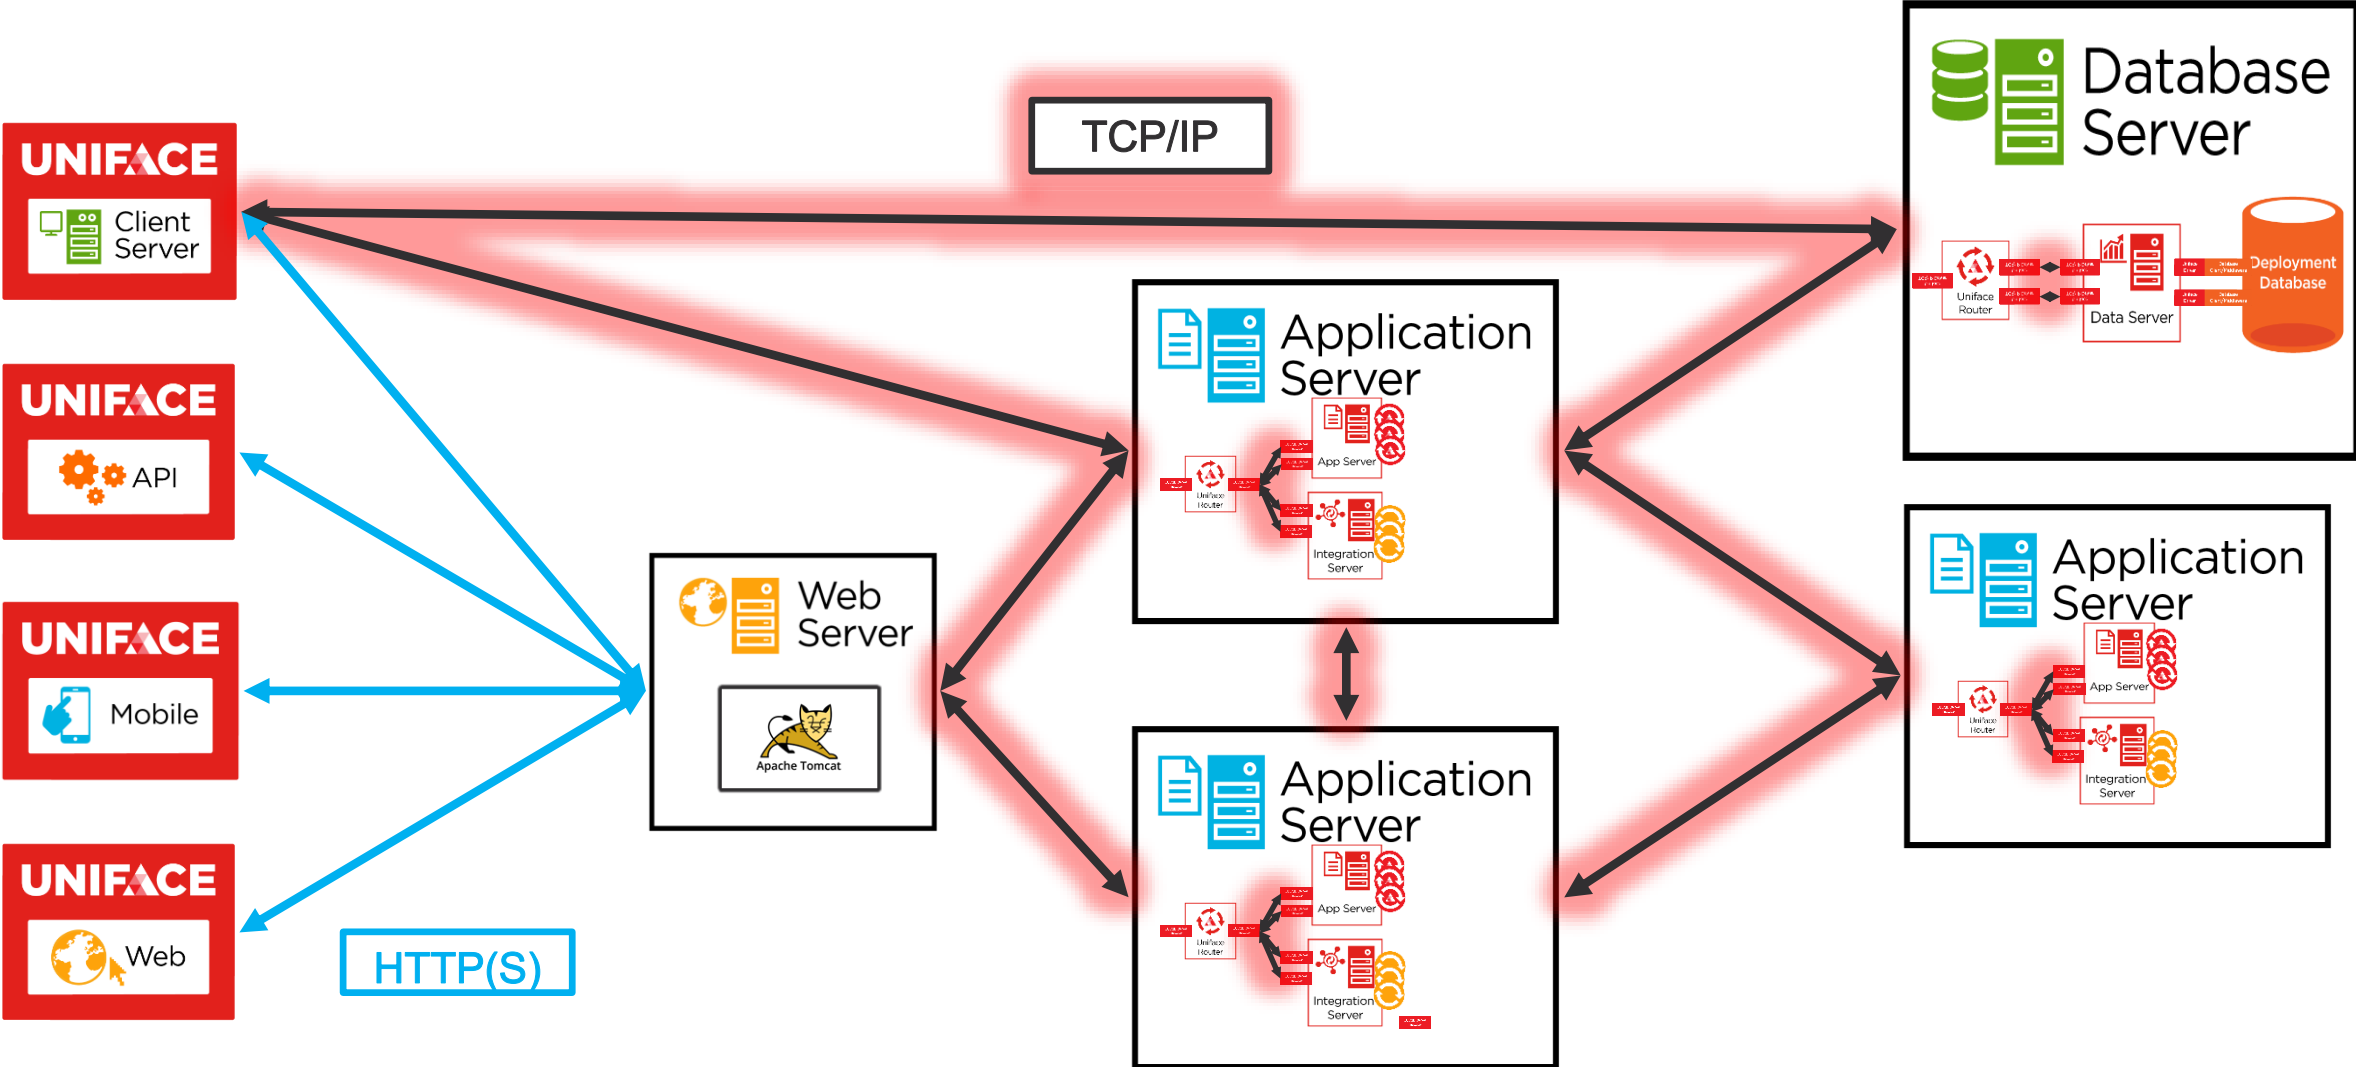 TCP/IP
UNIFACE
Client
Server
UNIFACE
API
UNIFACE
Mobile
UNIFACE
Web
HTTP(S)
Web
Server
Apache Tomcat
Application
Server
App Server
Uniface
Router
Integration
Server
Application
Server
App Server
Uniface
Router
Integration
Server
Database
Server
Uniface
Router
Data Server
Deployment
Database
Application
Server
App Server
Uniface
Router
Integration
Server